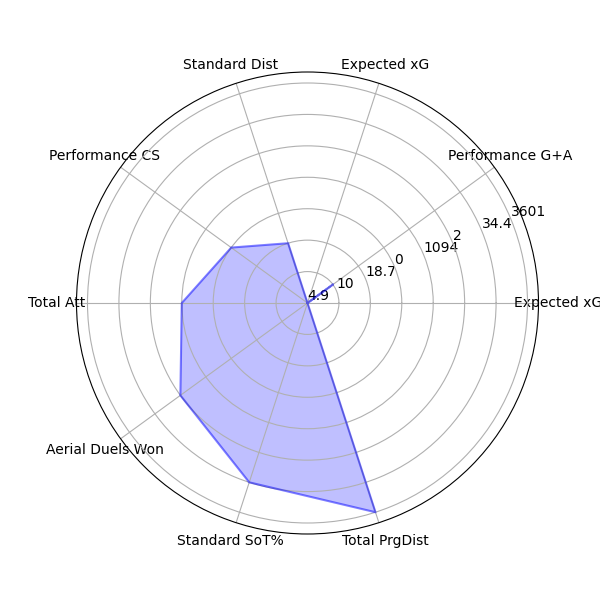 Standard Dist
Expected xG
Performance CS
Performance G+A
3601
34.4
2
1094
0
18.7
10
4.9
Total Att
Expected xG
Aerial Duels Won
Standard SoT%
Total PrgDist